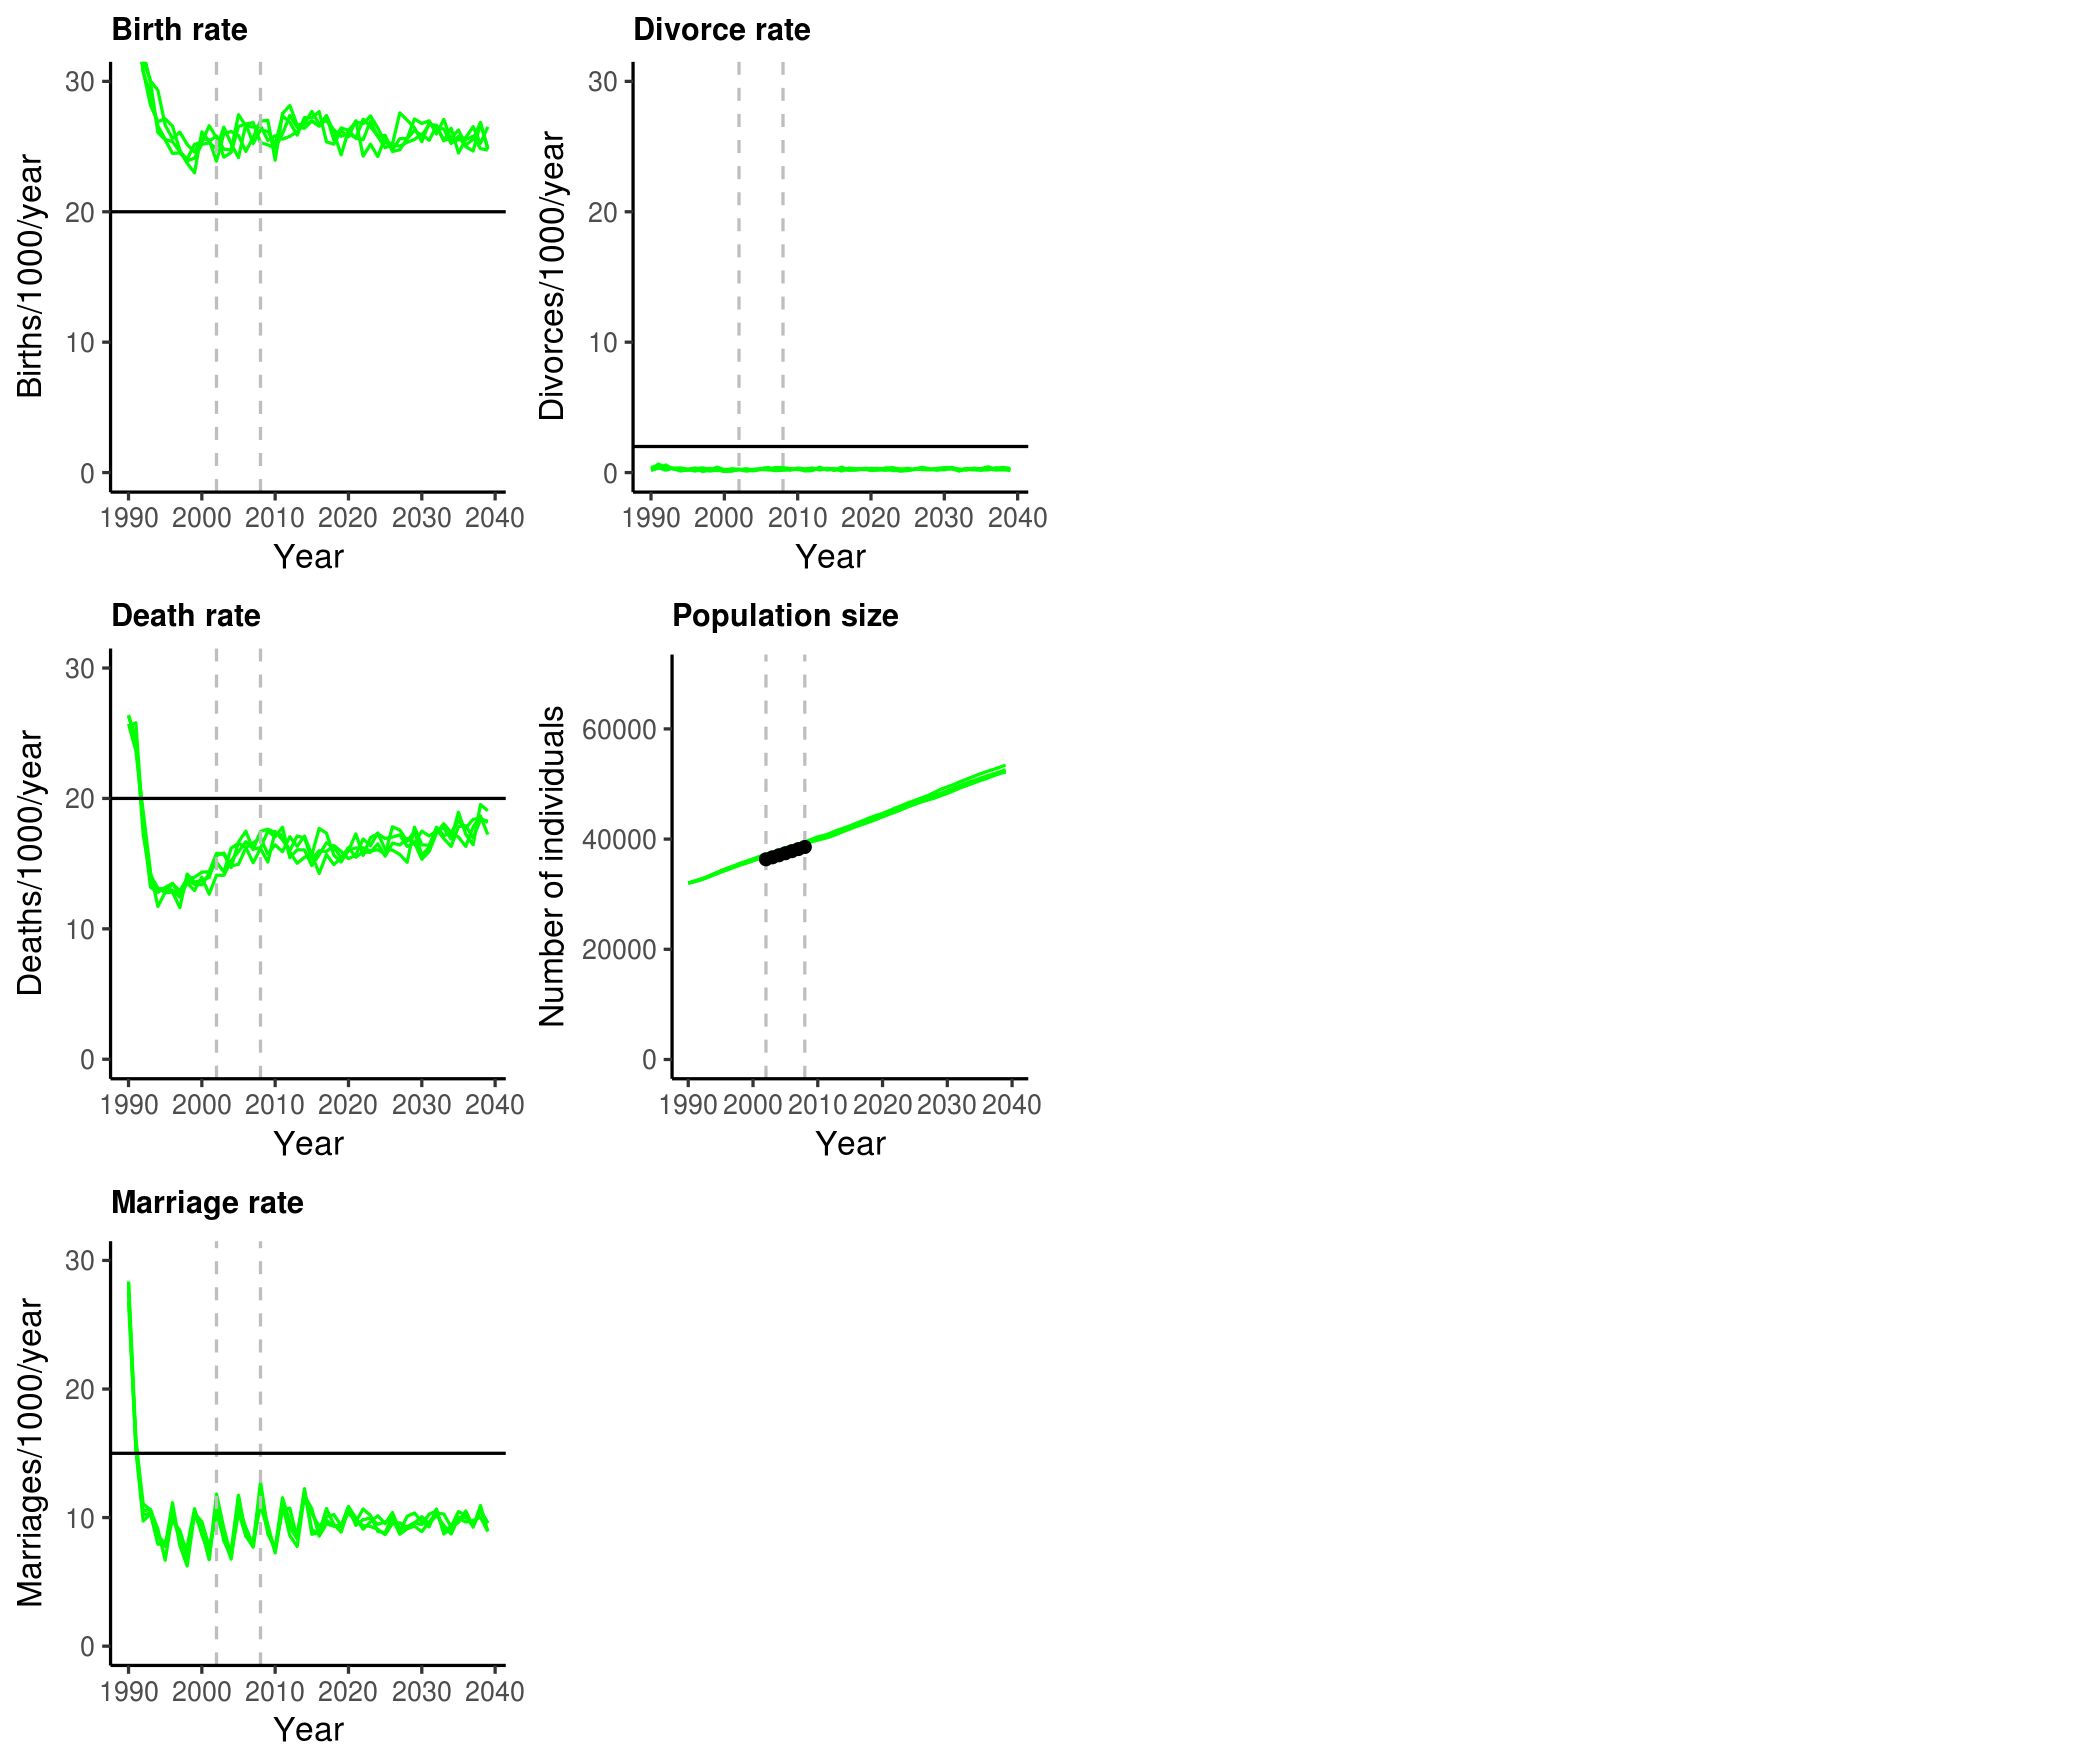 Birth rate
Births/1000/year
30
20
10
0
1990 2000 2010 2020 2030 2040
Year
Divorce rate
Divorces/1000/year
30
20
10
0
1990 2000 2010 2020 2030 2040
Year
Death rate
Deaths/1000/year
30
20
10
0
1990 2000 2010 2020 2030 2040
Year
Population size
Number of individuals
60000
40000
20000
0
1990 2000 2010 2020 2030 2040
Year
Marriage rate
Marriages/1000/year
30
20
10
0
1990 2000 2010 2020 2030 2040
Year